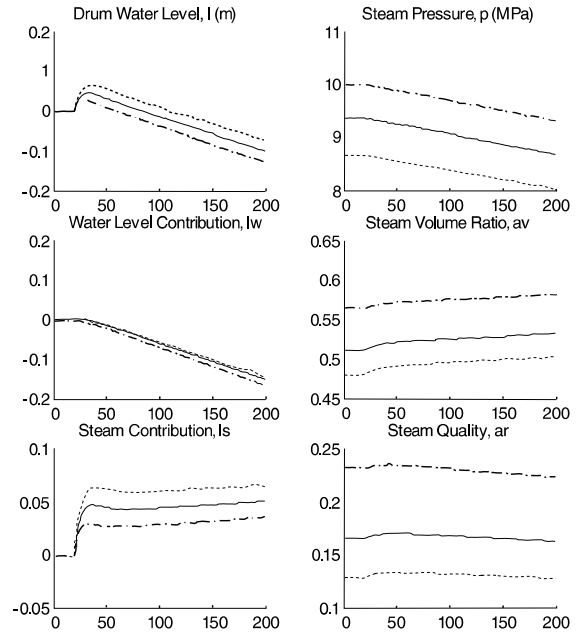 Drum Water Level, l (m)
0.2
0.1
0
-0.1
-0.2
0 50 100 150 200
Steam Pressure, p (MPa)
11
10
9
8
0 50 100 150 200
Water Level Contribution, lw
0.2
0.1
0
-0.1
-0.2
0 50 100 150 200
Steam Volume Ratio, av
0.65
0.6
0.55
0.5
0.45
0 50 100 150 200
Steam Contribution, ls
0.1
0.05
0
-0.05
0 50 100 150 200
Steam Quality, ar
0.25
0.2
0.15
0.1
0 50 100 150 200